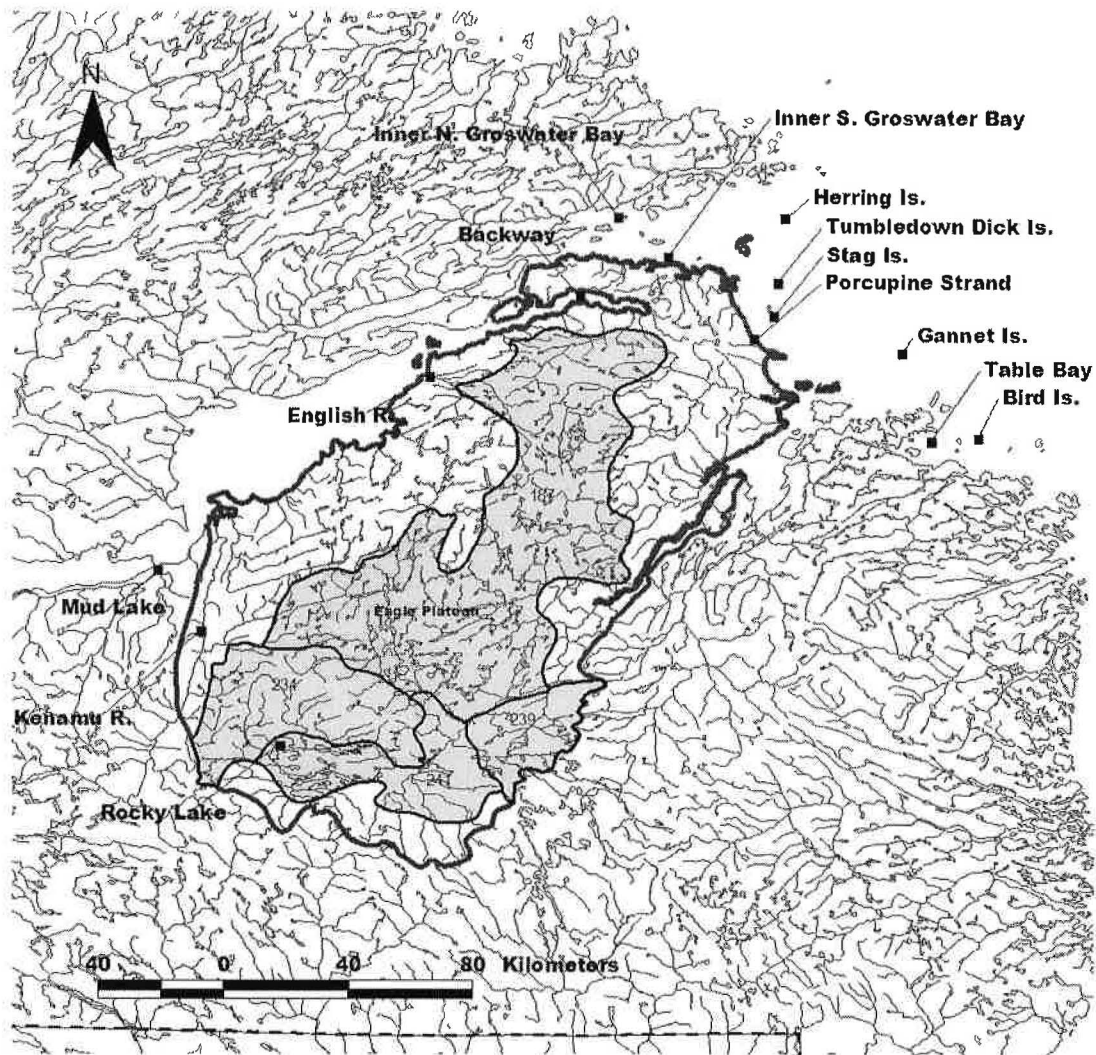 N
Inner N. Groswater Bay
Inner S. Groswater Bay
Herring Is.
Backway
Tumbledown Dick Is.
Stag Is.
Porcupine Strand
Gannet Is.
Table Bay
English R.
Bird Is.
Eagle Plateau
Mud Lake
Kenamu R.
239
Rocky Lake
40 0 40 80 Kilometers